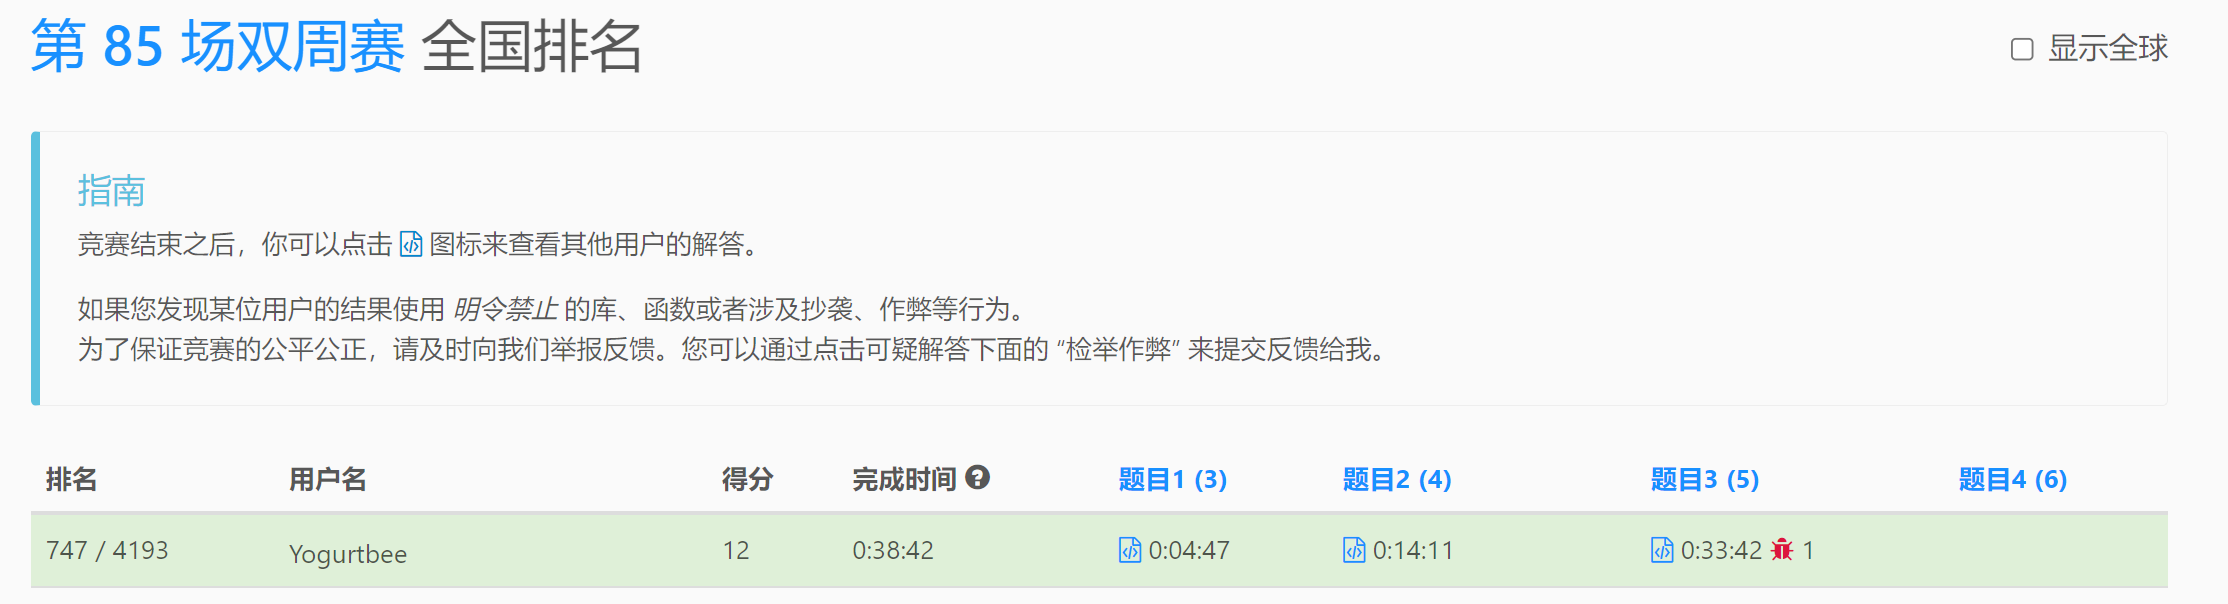 第 85 场双周赛 全国排名
显示全球
指南
竞赛结束之后，你可以点击 图标来查看其他用户的解答。
如果您发现某位用户的结果使用 明令禁止 的库、函数或者涉及抄袭、作弊等行为。
为了保证竞赛的公平公正，请及时向我们举报反馈。您可以通过点击可疑解答下面的 “检举作弊” 来提交反馈给我。
排名 用户名 得分 完成时间 题目1 (3) 题目2 (4) 题目3 (5) 题目4 (6)
747 / 4193 Yogurtbee 12 0:38:42 0:04:47 0:14:11 0:33:42 1